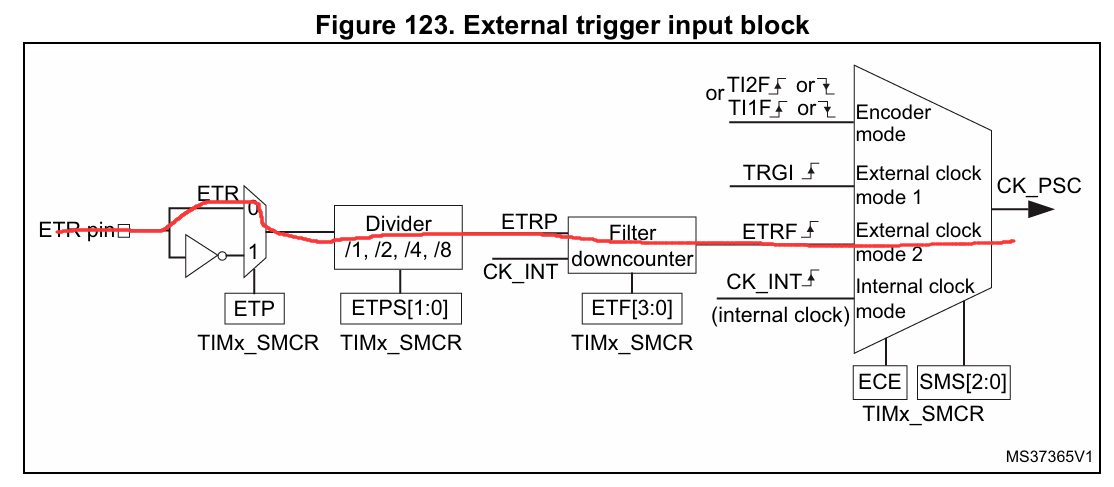 Figure 123. External trigger input block
or TI2F or
TI1F or
Encoder
mode
TRGI
External clock
mode 1
CK_PSC
ETR
0
ETR pin
1
Divider
/1, /2, /4, /8
ETRP
CK_INT
Filter
downcounter
ETRF
External clock
mode 2
CK_INT
(internal clock)
Internal clock
mode
ETP
TIMx_SMCR
ETPS[1:0]
TIMx_SMCR
ETF[3:0]
TIMx_SMCR
ECE
SMS[2:0]
TIMx_SMCR
MS37365V1